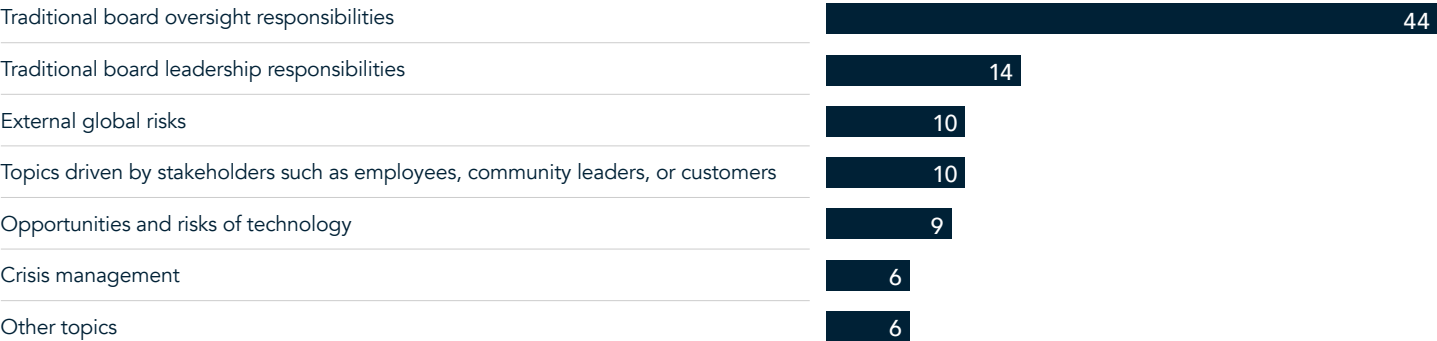 Traditional board oversight responsibilities 44
Traditional board leadership responsibilities 14
External global risks 10
Topics driven by stakeholders such as employees, community leaders, or customers 10
Opportunities and risks of technology 9
Crisis management 6
Other topics 6